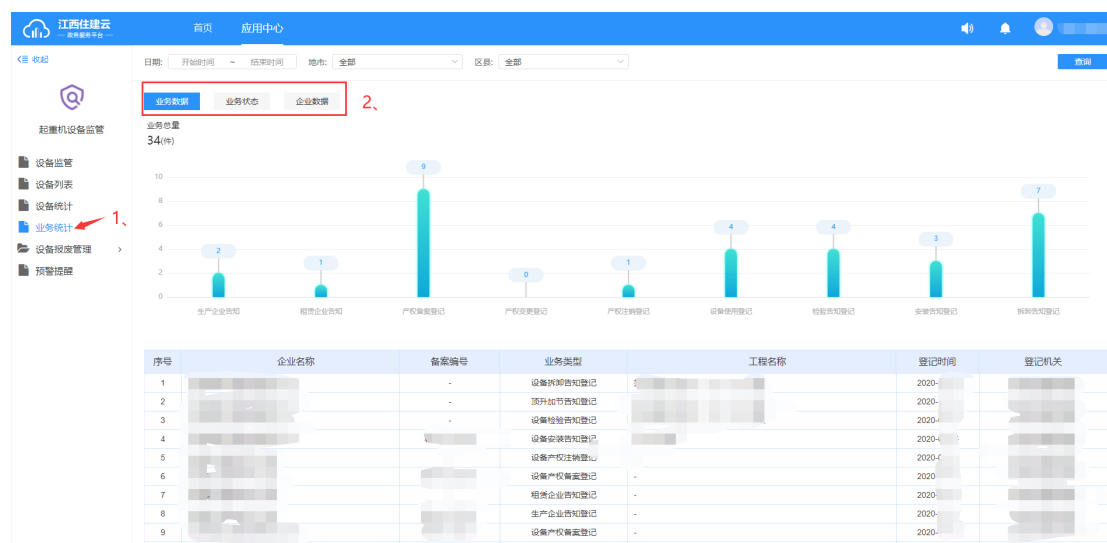 江西住建云
首页 应用中心
— 政务服务平台 —
收起
日期: 开始时间 ~ 结束时间 地市: 全部 区县: 全部 查询
起重机设备监管
设备监管
设备列表
设备统计
业务统计
设备报废管理
预警提醒
1、
业务数据 业务状态 企业数据
2、
业务总量
34(件)
10
8
6
4
2
0
2 1 9 0 1 4 4 3 7
生产企业告知 租赁企业告知 产权备案登记 产权变更登记 产权注销登记 设备使用登记 检验告知登记 安装告知登记 拆卸告知登记
序号 企业名称 备案编号 业务类型 工程名称 登记时间 登记机关
1 - 设备拆卸告知登记 2020-
2 - 顶升加节告知登记 2020-
3 - 设备检验告知登记 2020-
4 设备安装告知登记 2020-
5 设备产权注销登记 2020-
6 设备产权备案登记 - 2020
7 租赁企业告知登记 - 2020-
8 生产企业告知登记 - 2020-
9 设备产权备案登记 - 2020-